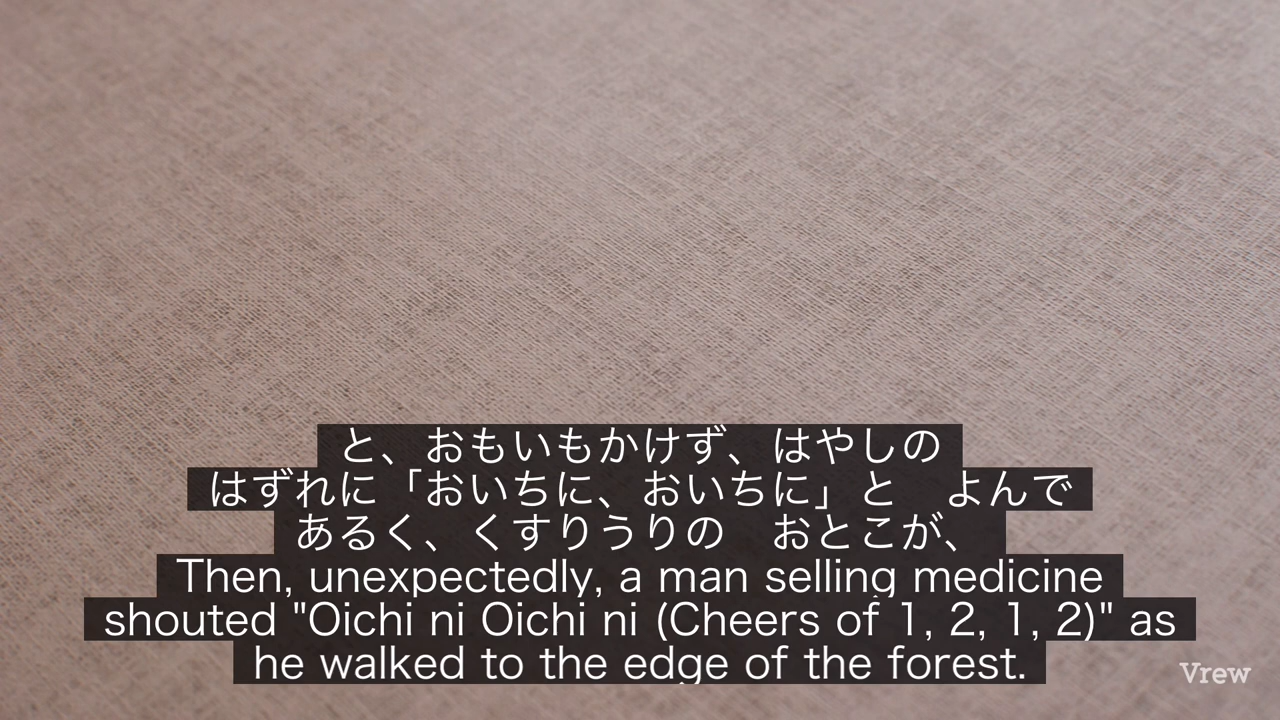 と、おもいもかけず、はやしの
はずれに「おいちに、おいちに」と　よんで
あるく、くすりうりの　おとこが、
Then, unexpectedly, a man selling medicine
shouted "Oichi ni Oichi ni (Cheers of 1, 2, 1, 2)" as
he walked to the edge of the forest.
Vrew